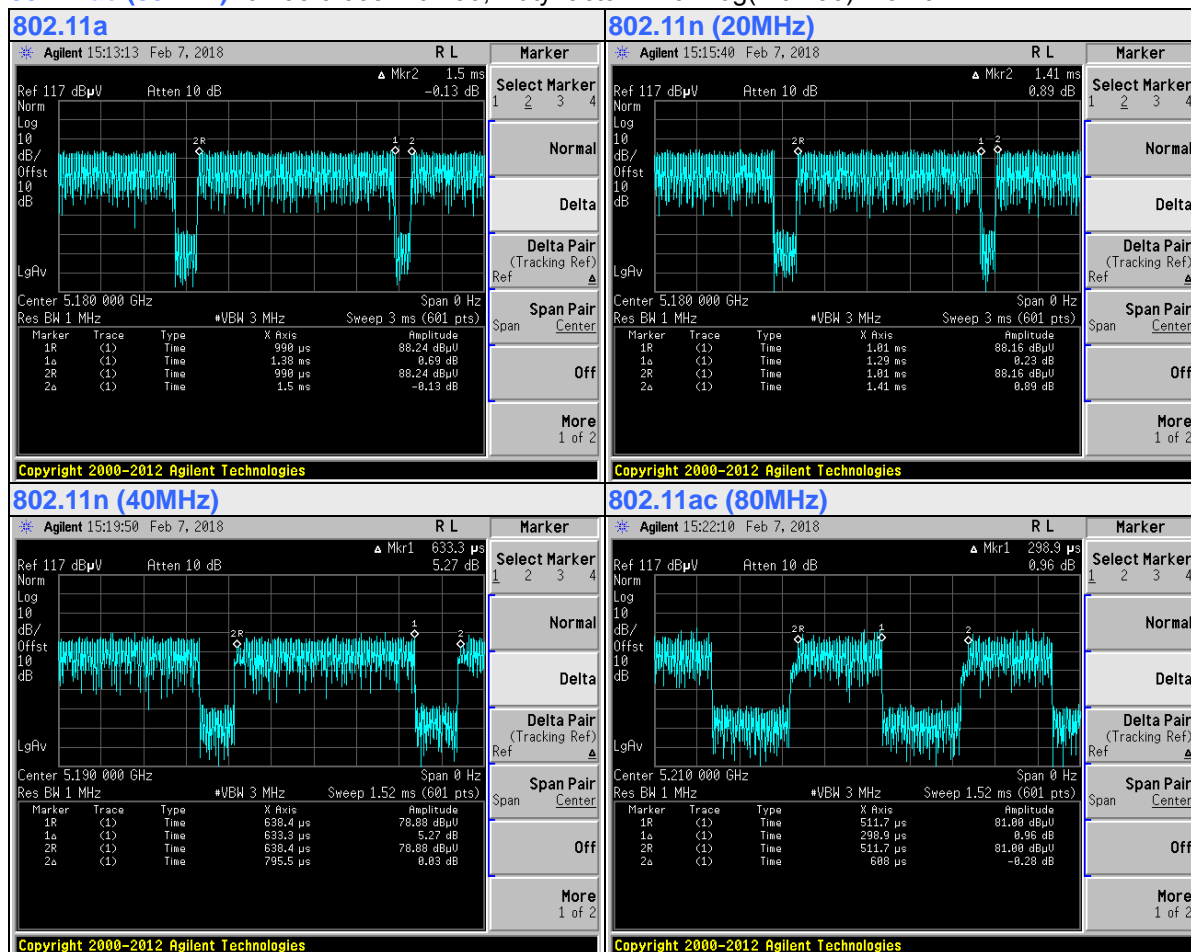 802.11a
Agilent 15:13:13 Feb 7, 2018 R L
Marker
Δ Mkr2 1.5 ms
Ref 117 dBµV Atten 10 dB -0.13 dB
Select Marker
1 2 3 4
Norm
Log
10
dB/
Offst
10
dB
2R
1
2
Normal
Delta
Delta Pair
(Tracking Ref)
Ref Δ
LgAv
Center 5.180 000 GHz Span 0 Hz
Res BW 1 MHz #VBW 3 MHz Sweep 3 ms (601 pts)
Span Pair
Span Center
Marker Trace Type X Axis Amplitude
1R (1) Time 990 µs 88.24 dBµV
1Δ (1) Time 1.38 ms 0.69 dB
2R (1) Time 990 µs 88.24 dBµV
2Δ (1) Time 1.5 ms -0.13 dB
Off
More
1 of 2
Copyright 2000-2012 Agilent Technologies
802.11n (20MHz)
Agilent 15:15:40 Feb 7, 2018 R L
Marker
Δ Mkr2 1.41 ms
Ref 117 dBµV Atten 10 dB 0.89 dB
Select Marker
1 2 3 4
Norm
Log
10
dB/
Offst
10
dB
2R
1
2
Normal
Delta
Delta Pair
(Tracking Ref)
Ref Δ
LgAv
Center 5.180 000 GHz Span 0 Hz
Res BW 1 MHz #VBW 3 MHz Sweep 3 ms (601 pts)
Span Pair
Span Center
Marker Trace Type X Axis Amplitude
1R (1) Time 1.01 ms 88.16 dBµV
1Δ (1) Time 1.29 ms 0.23 dB
2R (1) Time 1.01 ms 88.16 dBµV
2Δ (1) Time 1.41 ms 0.89 dB
Off
More
1 of 2
Copyright 2000-2012 Agilent Technologies
802.11n (40MHz)
Agilent 15:19:50 Feb 7, 2018 R L
Marker
Δ Mkr1 633.3 µs
Ref 117 dBµV Atten 10 dB 5.27 dB
Select Marker
1 2 3 4
Norm
Log
10
dB/
Offst
10
dB
2R
1
2
Normal
Delta
Delta Pair
(Tracking Ref)
Ref Δ
LgAv
Center 5.190 000 GHz Span 0 Hz
Res BW 1 MHz #VBW 3 MHz Sweep 1.52 ms (601 pts)
Span Pair
Span Center
Marker Trace Type X Axis Amplitude
1R (1) Time 638.4 µs 78.88 dBµV
1Δ (1) Time 633.3 µs 5.27 dB
2R (1) Time 638.4 µs 78.88 dBµV
2Δ (1) Time 795.5 µs 0.03 dB
Off
More
1 of 2
Copyright 2000-2012 Agilent Technologies
802.11ac (80MHz)
Agilent 15:22:10 Feb 7, 2018 R L
Marker
Δ Mkr1 298.9 µs
Ref 117 dBµV Atten 10 dB 0.96 dB
Select Marker
1 2 3 4
Norm
Log
10
dB/
Offst
10
dB
2R
1
2
Normal
Delta
Delta Pair
(Tracking Ref)
Ref Δ
LgAv
Center 5.210 000 GHz Span 0 Hz
Res BW 1 MHz #VBW 3 MHz Sweep 1.52 ms (601 pts)
Span Pair
Span Center
Marker Trace Type X Axis Amplitude
1R (1) Time 511.7 µs 81.00 dBµV
1Δ (1) Time 298.9 µs 0.96 dB
2R (1) Time 511.7 µs 81.00 dBµV
2Δ (1) Time 608 µs -0.28 dB
Off
More
1 of 2
Copyright 2000-2012 Agilent Technologies